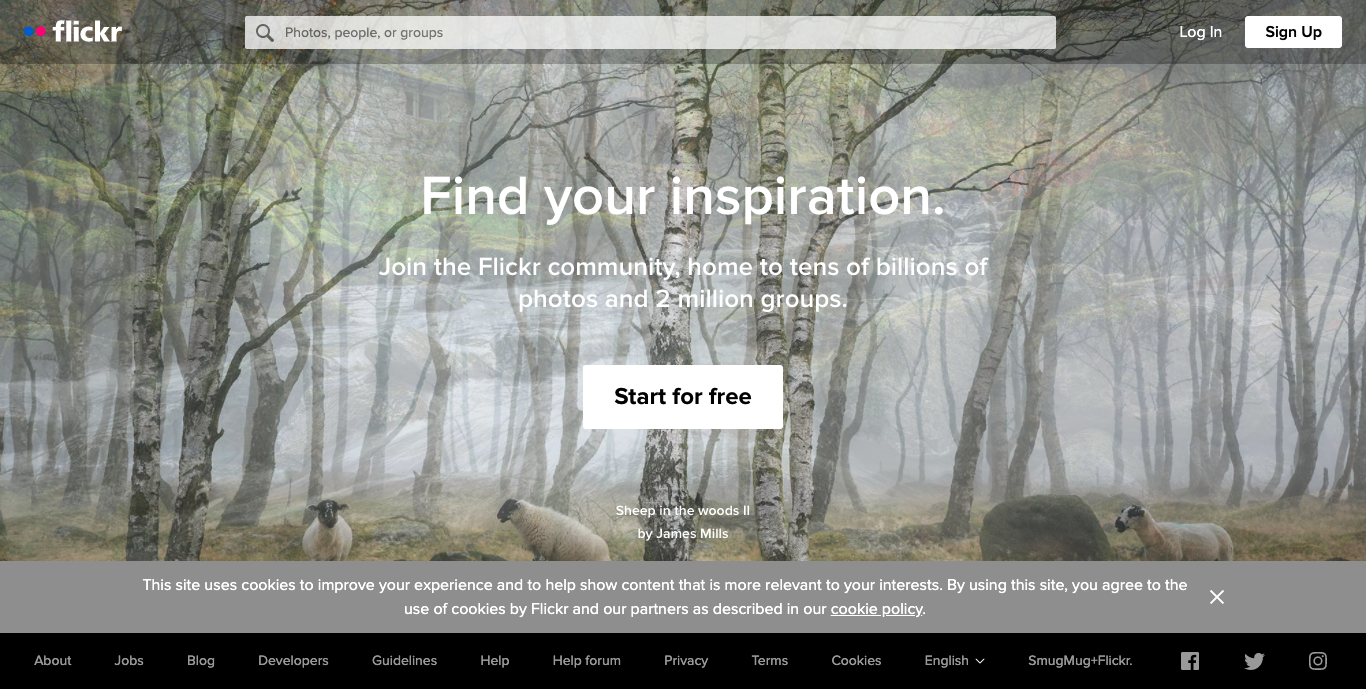 flickr
Photos, people, or groups
Log In
Sign Up
Find your inspiration.
Join the Flickr community, home to tens of billions of
photos and 2 million groups.
Start for free
Sheep in the woods II
by James Mills
This site uses cookies to improve your experience and to help show content that is more relevant to your interests. By using this site, you agree to the
use of cookies by Flickr and our partners as described in our cookie policy.
About
Jobs
Blog
Developers
Guidelines
Help
Help forum
Privacy
Terms
Cookies
English
SmugMug+Flickr.